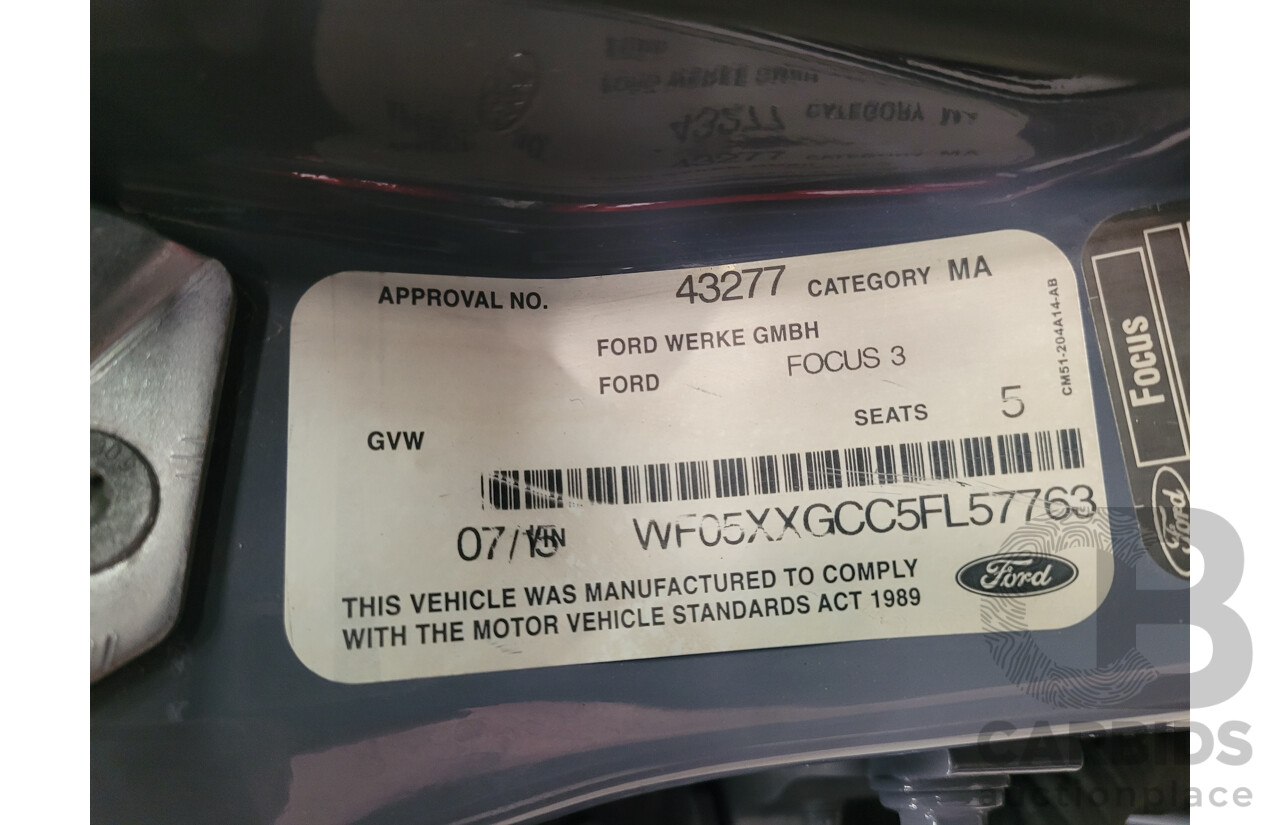 APPROVAL NO. 43277 CATEGORY MA
FORD WERKE GMBH
FORD FOCUS 3
SEATS 5
GVW
07/15 VIN WF05XXGCC5FL57763
THIS VEHICLE WAS MANUFACTURED TO COMPLY
WITH THE MOTOR VEHICLE STANDARDS ACT 1989
Ford
CM51-204A14-AB
FOCUS
Ford
CB
CARBIDS
auctionplace